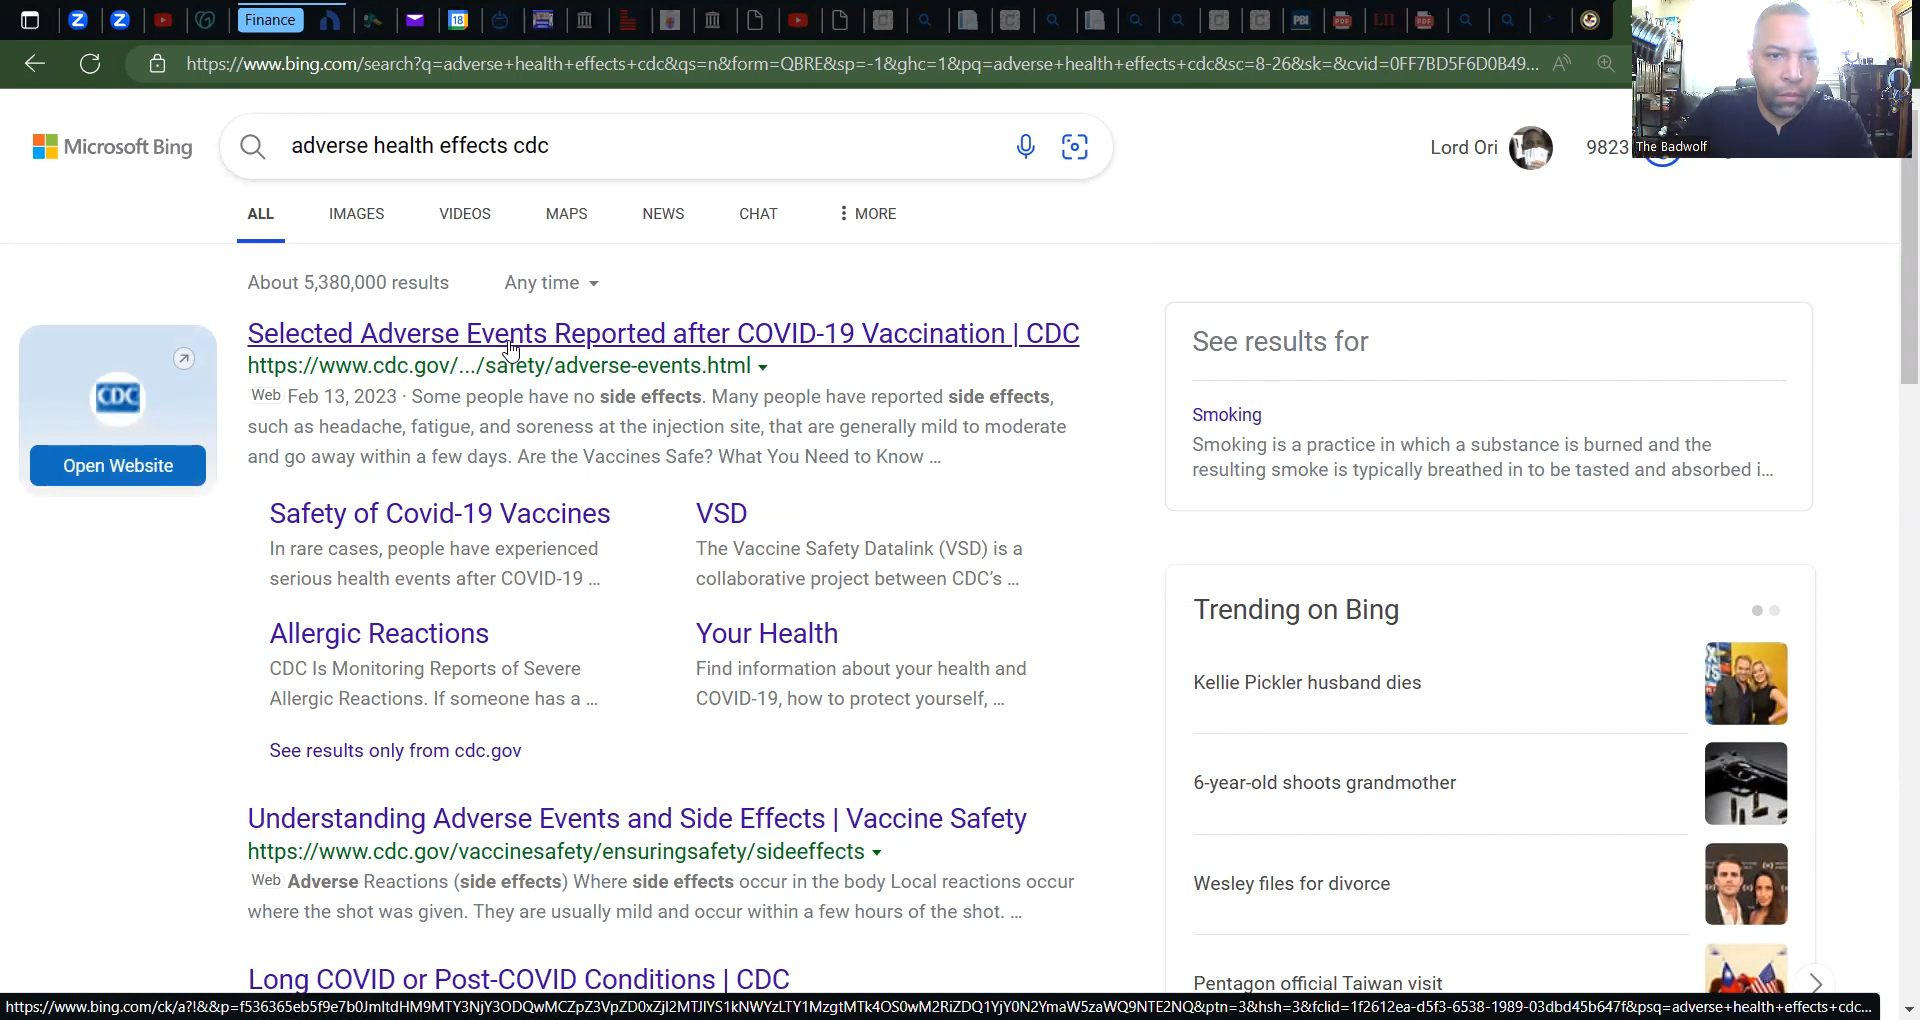 Finance
18
PBI
https://www.bing.com/search?q=adverse+health+effects+cdc&qs=n&form=QBRE&sp=-1&ghc=1&pq=adverse+health+effects+cdc&sc=8-26&sk=&cvid=0FF7BD5F6D0B49...
Microsoft Bing
adverse health effects cdc
Lord Ori
9823
The Badwolf
ALL IMAGES VIDEOS MAPS NEWS CHAT MORE
About 5,380,000 results Any time
CDC
Open Website
Selected Adverse Events Reported after COVID-19 Vaccination | CDC
https://www.cdc.gov/.../safety/adverse-events.html
Web Feb 13, 2023 · Some people have no side effects. Many people have reported side effects,
such as headache, fatigue, and soreness at the injection site, that are generally mild to moderate
and go away within a few days. Are the Vaccines Safe? What You Need to Know ...
Safety of Covid-19 Vaccines
In rare cases, people have experienced
serious health events after COVID-19 ...
VSD
The Vaccine Safety Datalink (VSD) is a
collaborative project between CDC's ...
Allergic Reactions
CDC Is Monitoring Reports of Severe
Allergic Reactions. If someone has a ...
Your Health
Find information about your health and
COVID-19, how to protect yourself, ...
See results only from cdc.gov
Understanding Adverse Events and Side Effects | Vaccine Safety
https://www.cdc.gov/vaccinesafety/ensuringsafety/sideeffects
Web Adverse Reactions (side effects) Where side effects occur in the body Local reactions occur
where the shot was given. They are usually mild and occur within a few hours of the shot. ...
Long COVID or Post-COVID Conditions | CDC
See results for
Smoking
Smoking is a practice in which a substance is burned and the
resulting smoke is typically breathed in to be tasted and absorbed i...
Trending on Bing
Kellie Pickler husband dies
6-year-old shoots grandmother
Wesley files for divorce
Pentagon official Taiwan visit